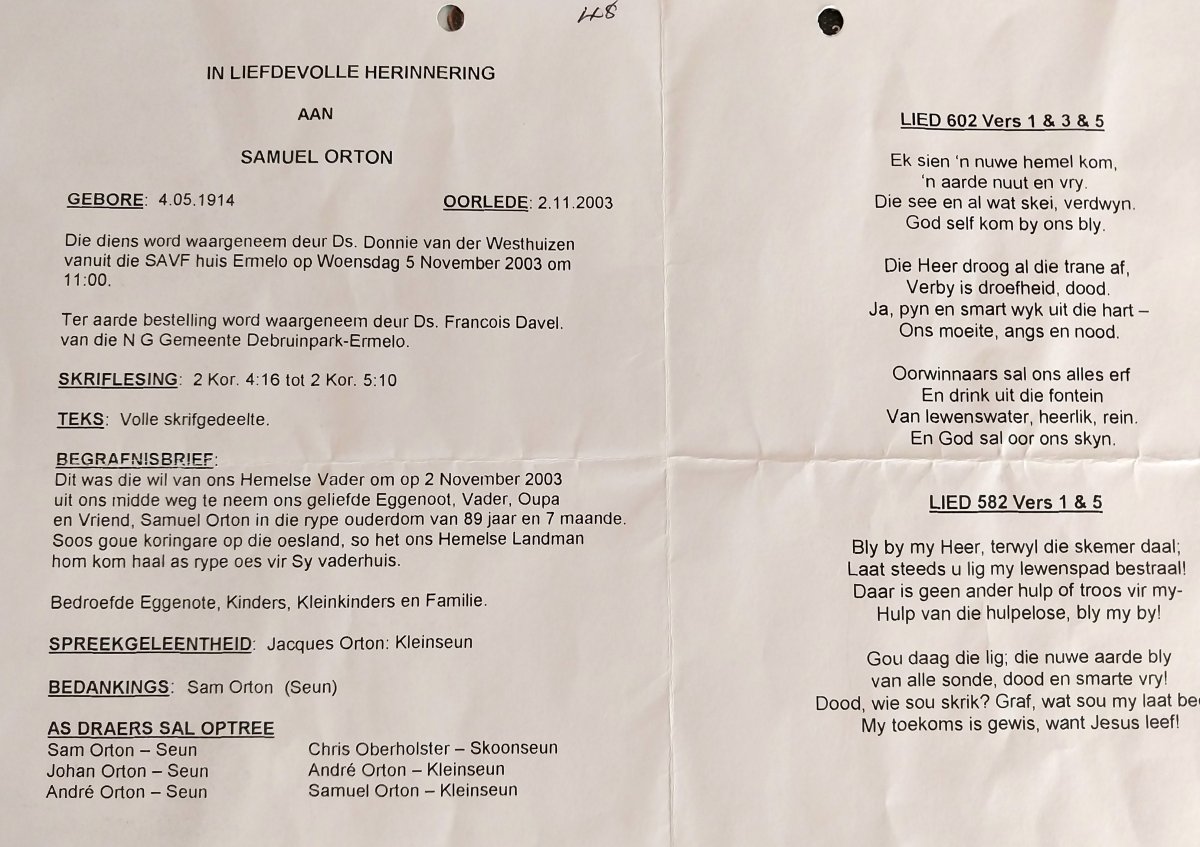 448
IN LIEFDEVOLLE HERINNERING
AAN
SAMUEL ORTON
GEBORE: 4.05.1914 OORLEDE: 2.11.2003
Die diens word waargeneem deur Ds. Donnie van der Westhuizen
vanuit die SAVF huis Ermelo op Woensdag 5 November 2003 om
11:00.
Ter aarde bestelling word waargeneem deur Ds. Francois Davel.
van die N G Gemeente Debruinpark-Ermelo.
SKRIFLESING: 2 Kor. 4:16 tot 2 Kor. 5:10
TEKS: Volle skrifgedeelte.
BEGRAFNISBRIEF:
Dit was die wil van ons Hemelse Vader om op 2 November 2003
uit ons midde weg te neem ons geliefde Eggenoot, Vader, Oupa
en Vriend, Samuel Orton in die rype ouderdom van 89 jaar en 7 maande.
Soos goue koringare op die oesland, so het ons Hemelse Landman
hom kom haal as rype oes vir Sy vaderhuis.
Bedroefde Eggenote, Kinders, Kleinkinders en Familie.
SPREEKGELEENTHEID: Jacques Orton: Kleinseun
BEDANKINGS: Sam Orton (Seun)
AS DRAERS SAL OPTREE
Sam Orton – Seun Chris Oberholster – Skoonseun
Johan Orton – Seun André Orton – Kleinseun
André Orton – Seun Samuel Orton – Kleinseun
LIED 602 Vers 1 & 3 & 5
Ek sien ‘n nuwe hemel kom,
‘n aarde nuut en vry.
Die see en al wat skei, verdwyn.
God self kom by ons bly.
Die Heer droog al die trane af,
Verby is droefheid, dood.
Ja, pyn en smart wyk uit die hart –
Ons moeite, angs en nood.
Oorwinnaars sal ons alles erf
En drink uit die fontein
Van lewenswater, heerlik, rein.
En God sal oor ons skyn.
LIED 582 Vers 1 & 5
Bly by my Heer, terwyl die skemer daal;
Laat steeds u lig my lewenspad bestraal!
Daar is geen ander hulp of troos vir my-
Hulp van die hulpelose, bly my by!
Gou daag die lig; die nuwe aarde bly
van alle sonde, dood en smarte vry!
Dood, wie sou skrik? Graf, wat sou my laat
My toekoms is gewis, want Jesus leef!